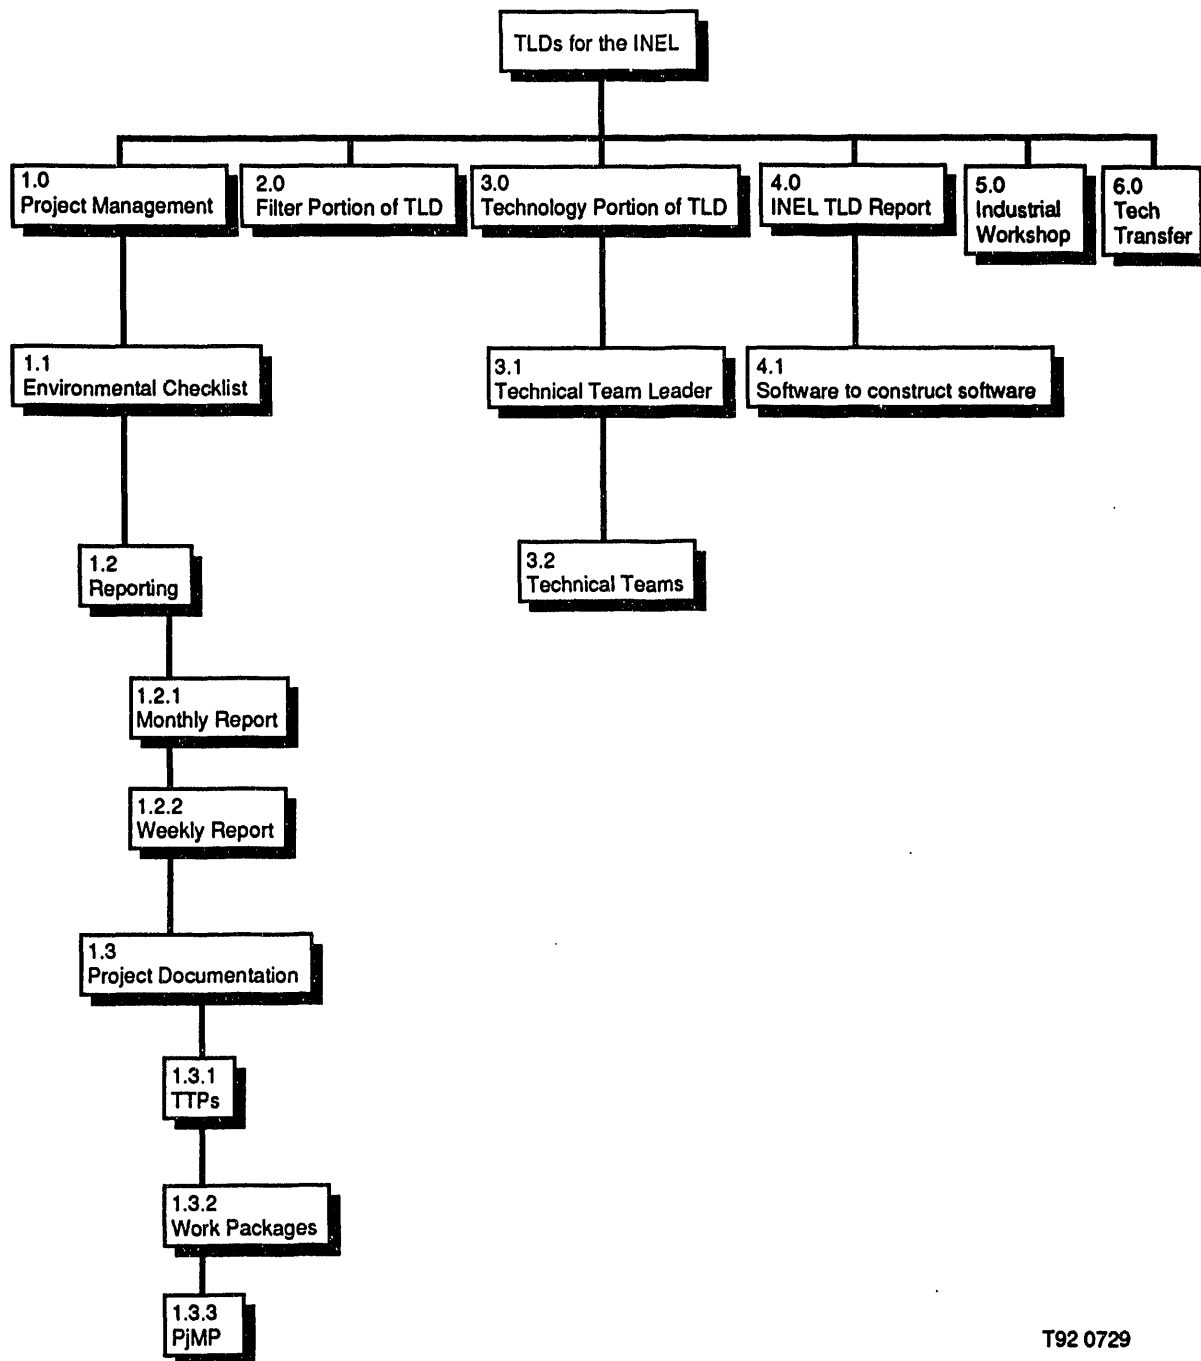 TLDs for the INEL
1.0
Project Management
2.0
Filter Portion of TLD
3.0
Technology Portion of TLD
4.0
INEL TLD Report
5.0
Industrial
Workshop
6.0
Tech
Transfer
1.1
Environmental Checklist
3.1
Technical Team Leader
4.1
Software to construct software
1.2
Reporting
3.2
Technical Teams
1.2.1
Monthly Report
1.2.2
Weekly Report
1.3
Project Documentation
1.3.1
TTPs
1.3.2
Work Packages
1.3.3
PjMP
T92 0729